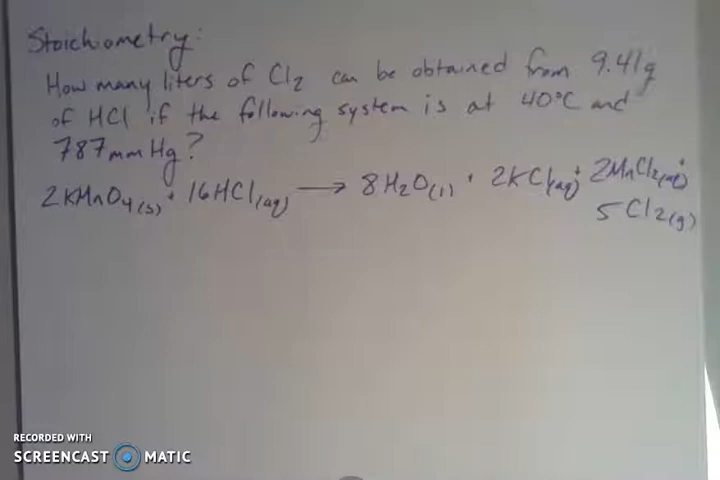 Stoichiometry:
How many liters of Cl2 can be obtained from 9.41g
of HCl if the following system is at 40°C and
787mmHg?
2KMnO4(s) + 16HCl(aq) → 8H2O(l) + 2KCl(aq) + 2MnCl2(aq) +
5Cl2(g)
RECORDED WITH
SCREENCAST MATIC